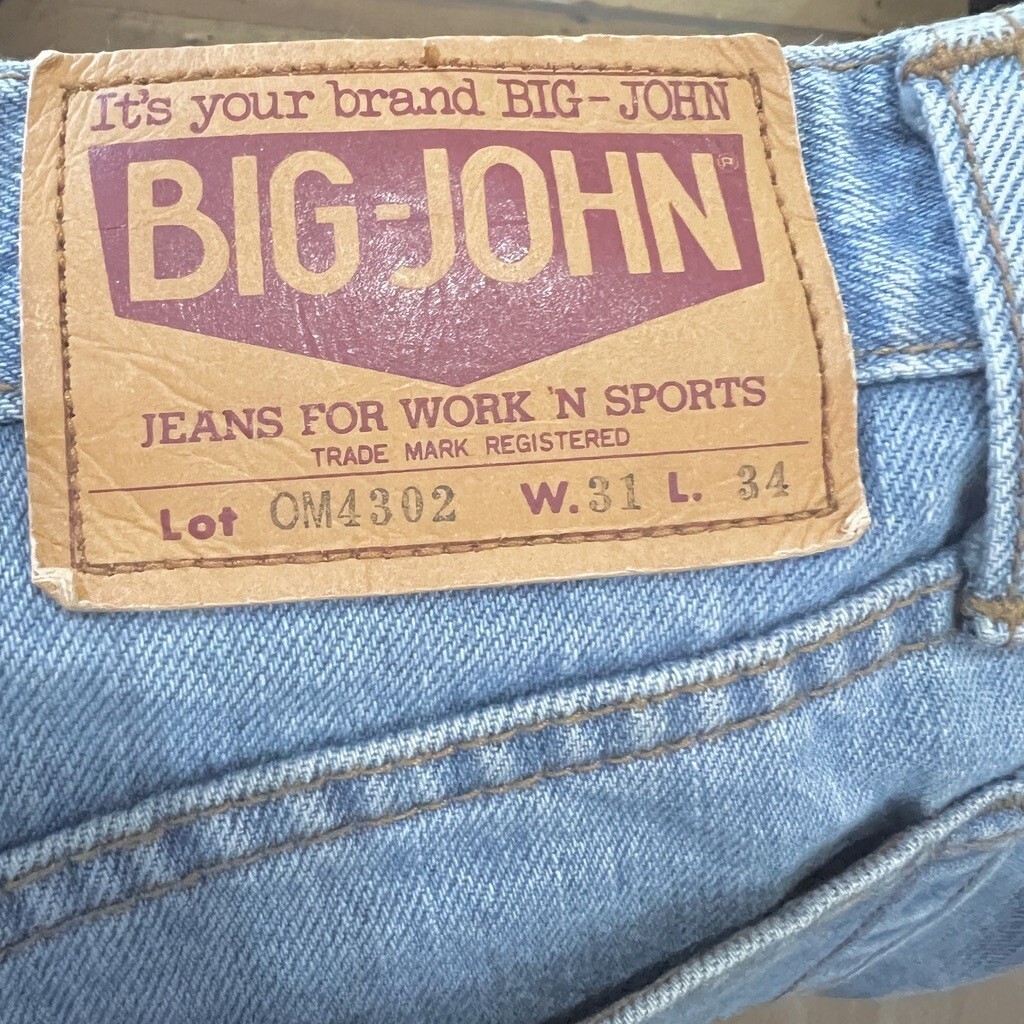 It's your brand BIG-JOHN
BIG-JOHN®
JEANS FOR WORK 'N SPORTS
TRADE MARK REGISTERED
Lot OM4302 W.31 L. 34